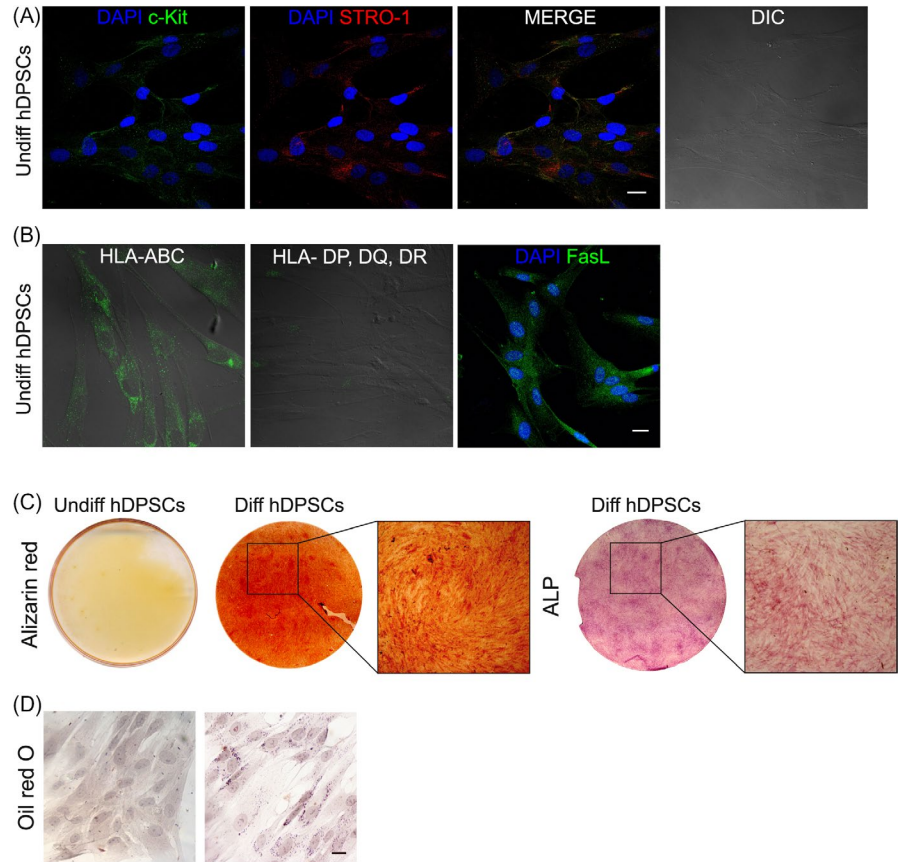 (A)
DAPI c-Kit
DAPI STRO-1
MERGE
DIC
Undiff hDPSCs
(B)
HLA-ABC
HLA- DP, DQ, DR
DAPI FasL
Undiff hDPSCs
(C)
Undiff hDPSCs
Diff hDPSCs
Diff hDPSCs
Alizarin red
ALP
(D)
Oil red O